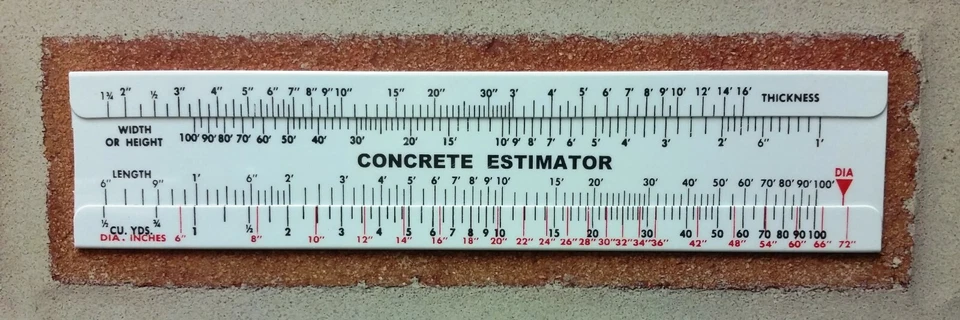 1¾ 2" ½ 3" 4" 5" 6" 7" 8" 9" 10" 15" 20" 30" 3' 4' 5' 6' 7' 8' 9' 10' 12' 14' 16' THICKNESS
WIDTH
OR HEIGHT
100' 90' 80' 70' 60' 50' 40' 30' 20' 15' 10' 9' 8' 7' 6' 5' 4' 3' 2' 6" 1'
CONCRETE ESTIMATOR
LENGTH
DIA
6" 9" 1' 6" 2' 3' 4' 5' 6' 7' 8' 9' 10' 15' 20' 30' 40' 50' 60' 70' 80' 90' 100'
½ CU. YDS. ¾ 1 ½ 2 3 4 5 6 7 8 9 10 15 20 30 40 50 60 70 80 90 100
DIA. INCHES 6" 8" 10" 12" 14" 16" 18" 20" 22" 24" 26" 28" 30" 32" 34" 36" 42" 48" 54" 60" 66" 72"